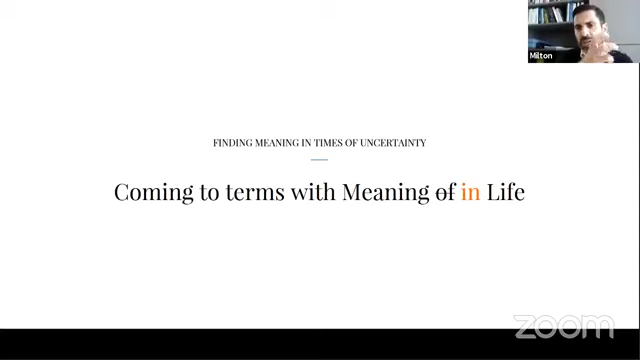 Milton
FINDING MEANING IN TIMES OF UNCERTAINTY
Coming to terms with Meaning of in Life
zoom